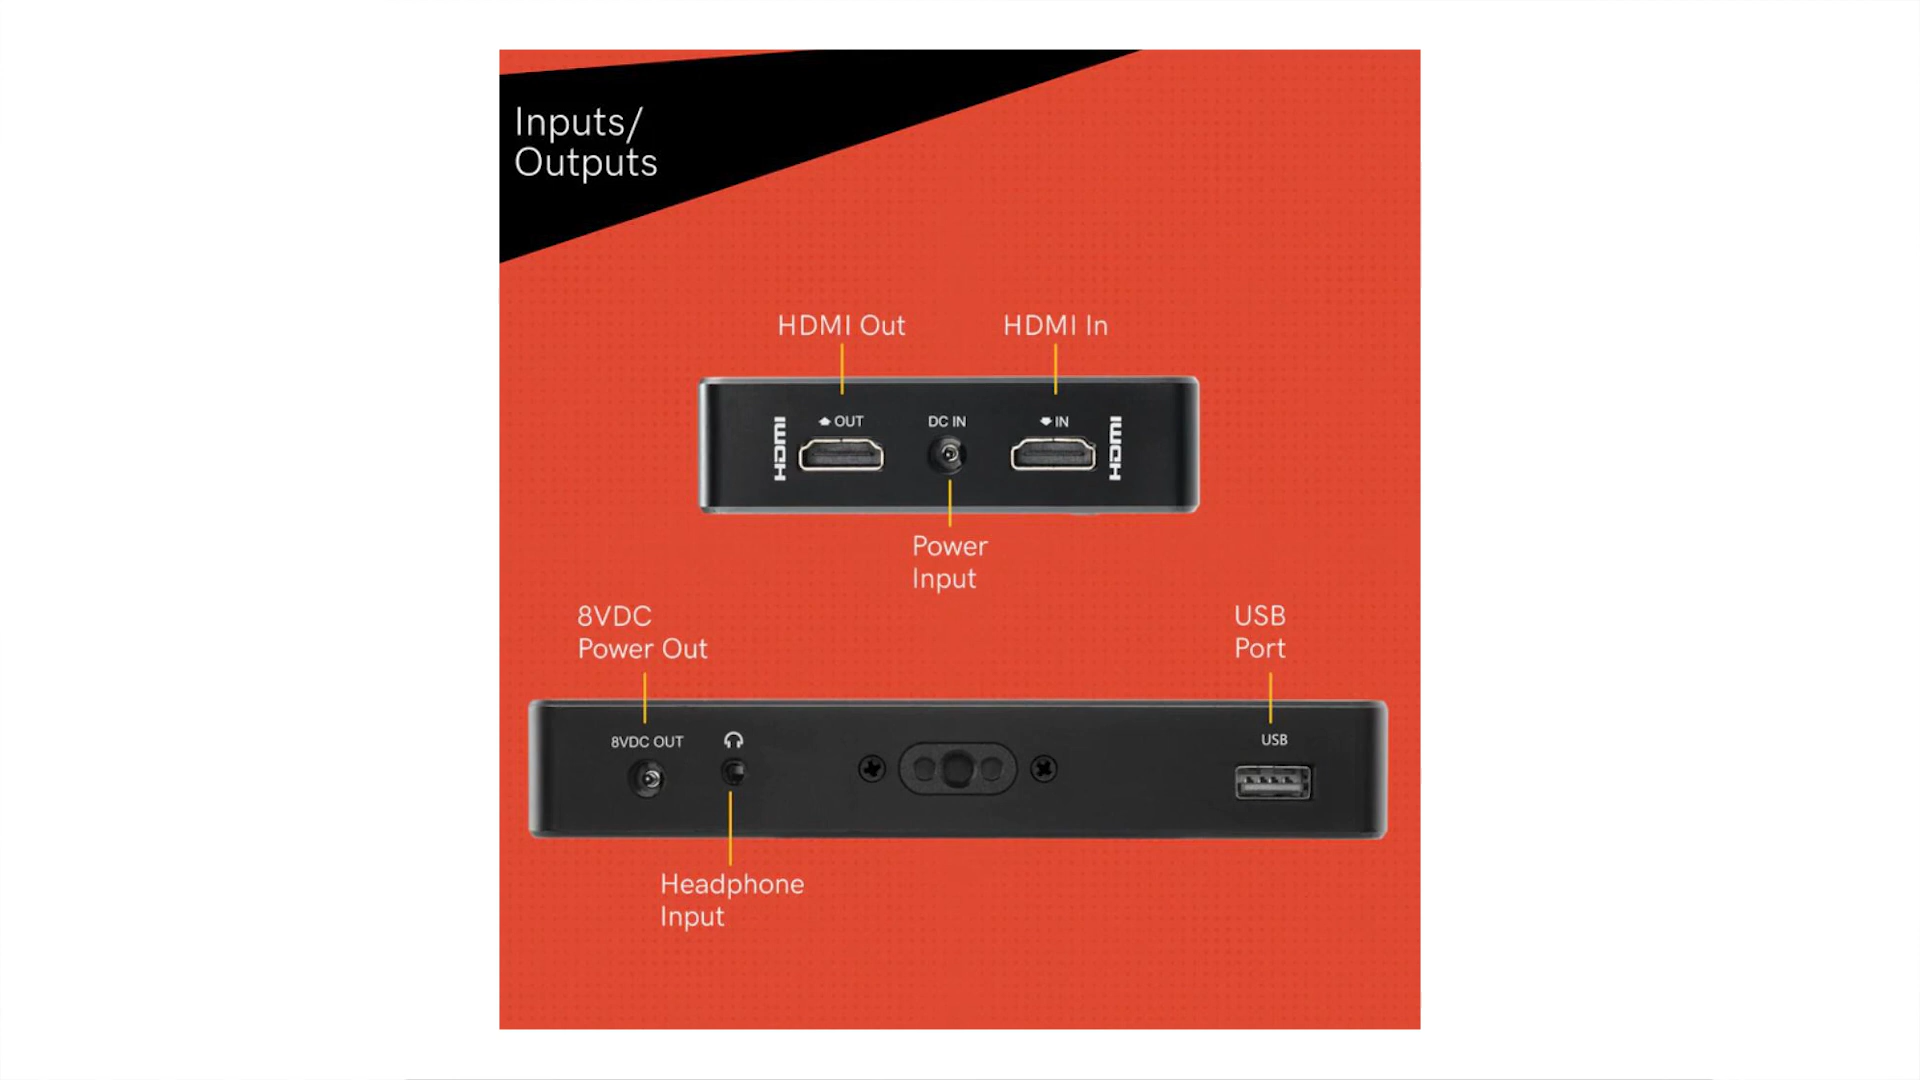 Inputs/
Outputs
HDMI Out
HDMI In
OUT
DC IN
IN
HDMI
HDMI
Power
Input
8VDC
Power Out
USB
Port
8VDC OUT
USB
Headphone
Input